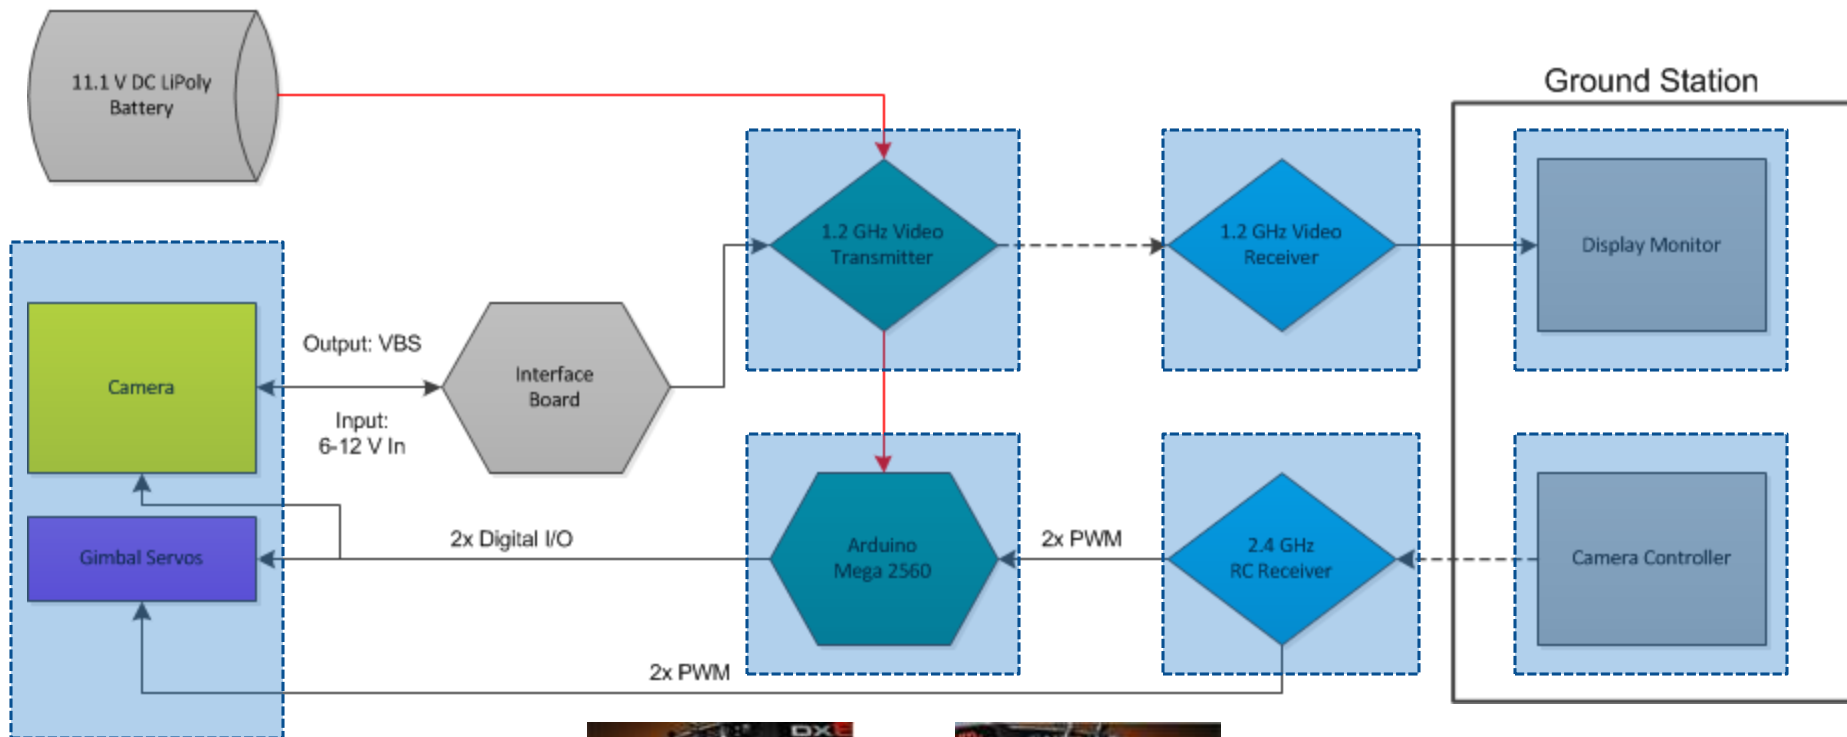 11.1 V DC LiPoly
Battery
Ground Station
1.2 GHz Video
Transmitter
1.2 GHz Video
Receiver
Display Monitor
Camera
Output: VBS
Input:
6-12 V In
Interface
Board
Gimbal Servos
2x Digital I/O
Arduino
Mega 2560
2x PWM
2.4 GHz
RC Receiver
Camera Controller
2x PWM